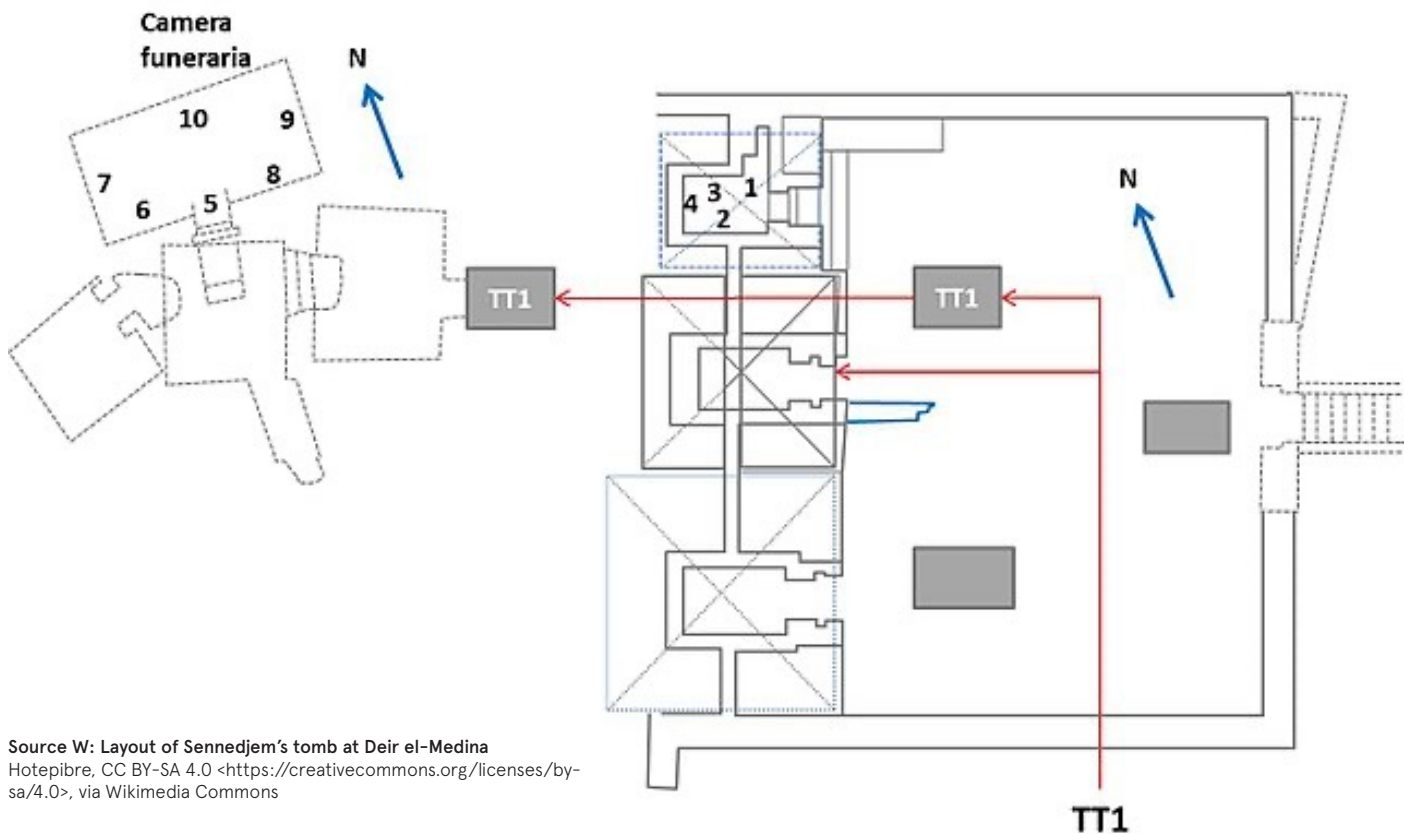 Camera
funeraria
N
10
9
8
7
6
5
1
3
4
2
N
TT1
TT1
Source W: Layout of Sennedjem’s tomb at Deir el-Medina
Hotepibre, CC BY-SA 4.0 <https://creativecommons.org/licenses/by-
sa/4.0>, via Wikimedia Commons
TT1